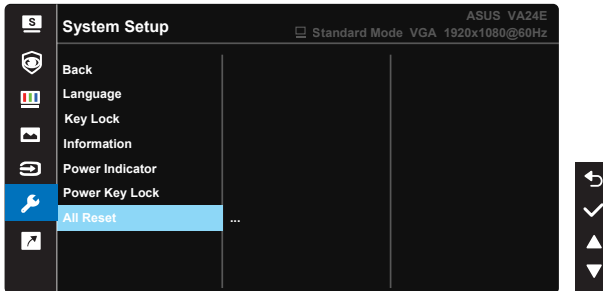 S
System Setup
ASUS VA24E
Standard Mode VGA 1920x1080@60Hz
Back
Language
Key Lock
Information
Power Indicator
Power Key Lock
All Reset ...